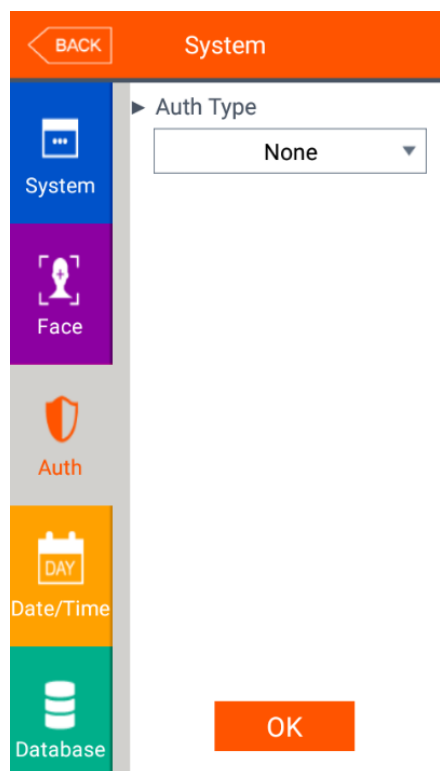 BACK
System
System
Face
Auth
DAY
Date/Time
Database
► Auth Type
None
OK